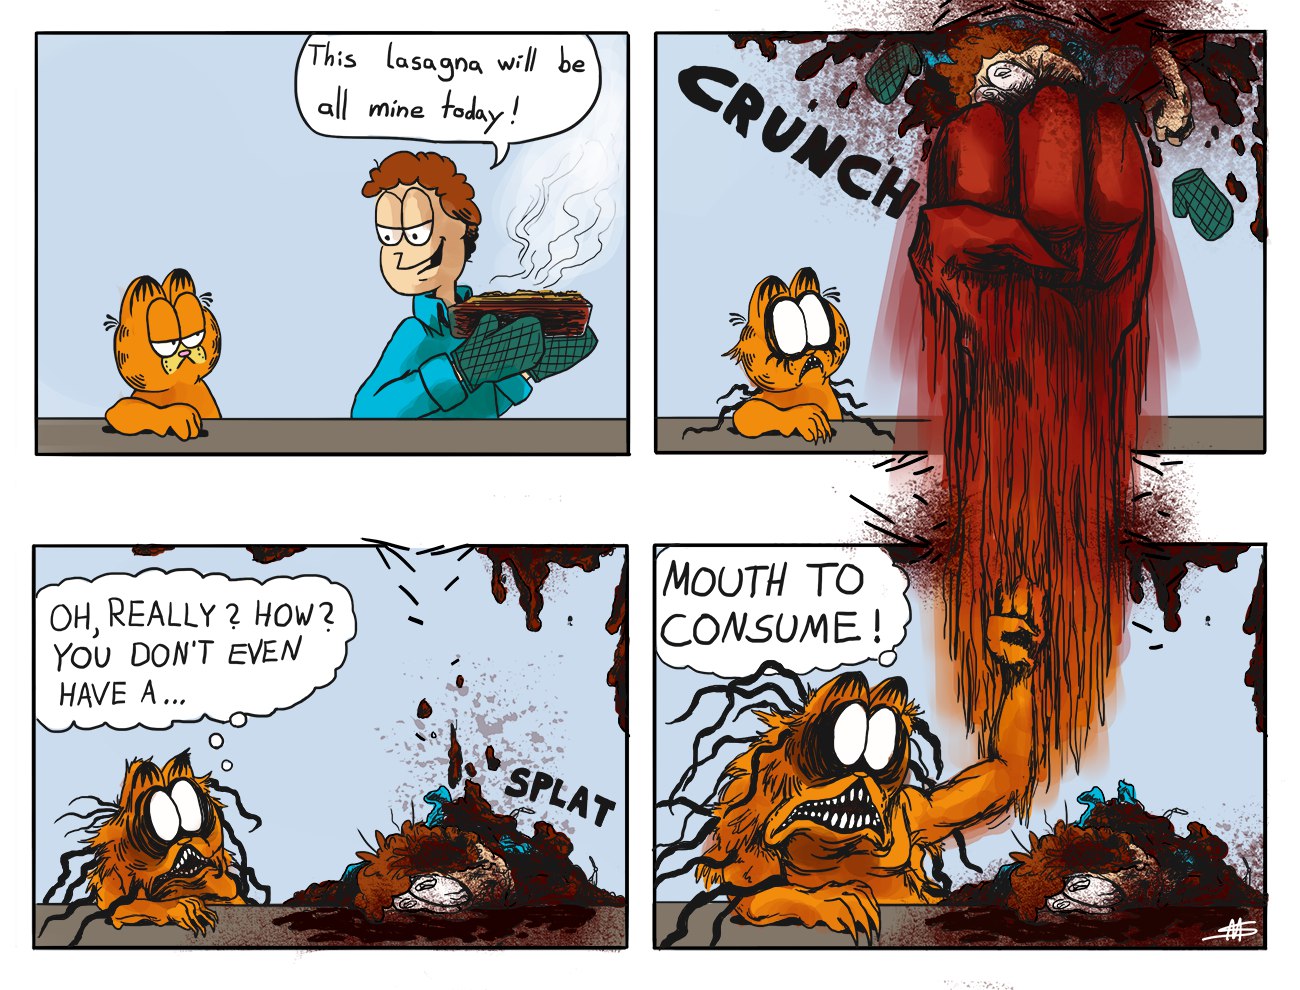 This lasagna will be
all mine today!
CRUNCH
OH, REALLY? HOW?
YOU DON'T EVEN
HAVE A...
SPLAT
MOUTH TO
CONSUME!